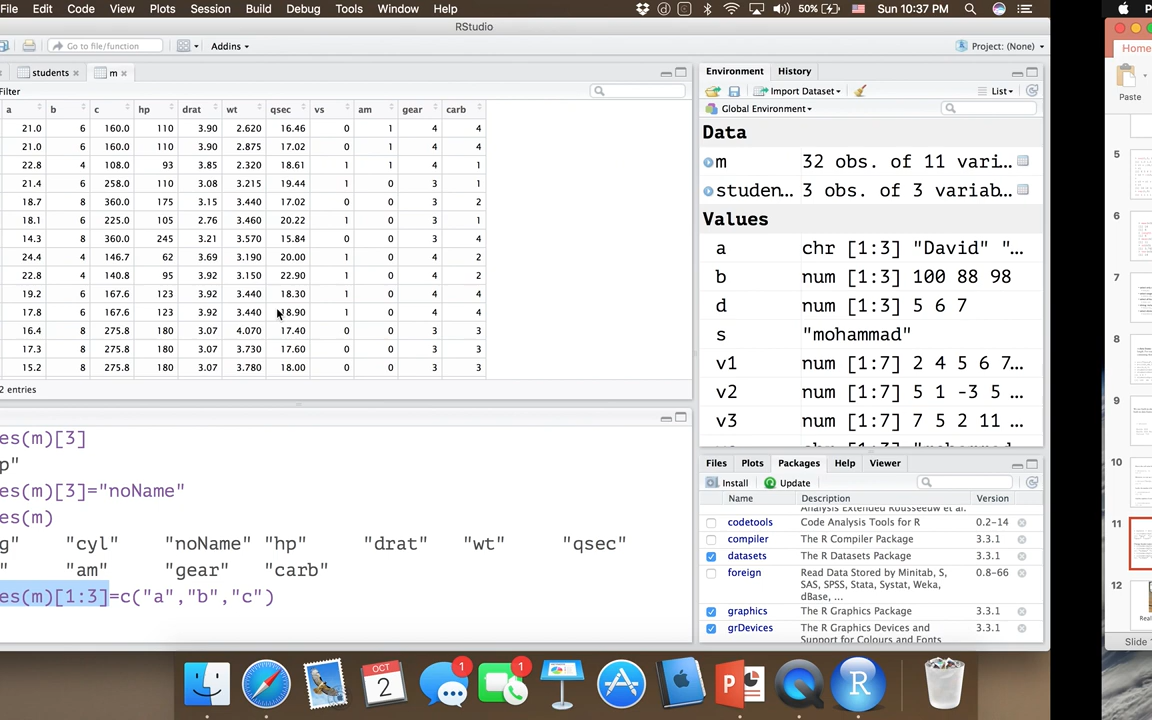 File Edit Code View Plots Session Build Debug Tools Window Help 50% Sun 10:37 PM
RStudio
Go to file/function Addins Project: (None)
students m
Filter
a b c hp drat wt qsec vs am gear carb
21.0 6 160.0 110 3.90 2.620 16.46 0 1 4 4
21.0 6 160.0 110 3.90 2.875 17.02 0 1 4 4
22.8 4 108.0 93 3.85 2.320 18.61 1 1 4 1
21.4 6 258.0 110 3.08 3.215 19.44 1 0 3 1
18.7 8 360.0 175 3.15 3.440 17.02 0 0 3 2
18.1 6 225.0 105 2.76 3.460 20.22 1 0 3 1
14.3 8 360.0 245 3.21 3.570 15.84 0 0 3 4
24.4 4 146.7 62 3.69 3.190 20.00 1 0 4 2
22.8 4 140.8 95 3.92 3.150 22.90 1 0 4 2
19.2 6 167.6 123 3.92 3.440 18.30 1 0 4 4
17.8 6 167.6 123 3.92 3.440 18.90 1 0 4 4
16.4 8 275.8 180 3.07 4.070 17.40 0 0 3 3
17.3 8 275.8 180 3.07 3.730 17.60 0 0 3 3
15.2 8 275.8 180 3.07 3.780 18.00 0 0 3 3
2 entries
es(m)[3]
p"
es(m)[3]="noName"
es(m)
g" "cyl" "noName" "hp" "drat" "wt" "qsec"
" "am" "gear" "carb"
es(m)[1:3]=c("a","b","c")
Environment History
Import Dataset List
Global Environment
Data
m 32 obs. of 11 vari...
studen... 3 obs. of 3 variab...
Values
a chr [1:3] "David" "...
b num [1:3] 100 88 98
d num [1:3] 5 6 7
s "mohammad"
v1 num [1:7] 2 4 5 6 7...
v2 num [1:7] 5 1 -3 5 ...
v3 num [1:7] 7 5 2 11 ...
Files Plots Packages Help Viewer
Install Update
Name Description Version
Analysis Extended Rousseeuw et al.
codetools Code Analysis Tools for R 0.2-14
compiler The R Compiler Package 3.3.1
datasets The R Datasets Package 3.3.1
foreign Read Data Stored by Minitab, S, 0.8-66
SAS, SPSS, Stata, Systat, Weka,
dBase, ...
graphics The R Graphics Package 3.3.1
grDevices The R Graphics Devices and 3.3.1
Support for Colours and Fonts
OCT
2
1
1
R
P
Home
Paste
5
6
7
8
9
10
11
12
Real
Slide